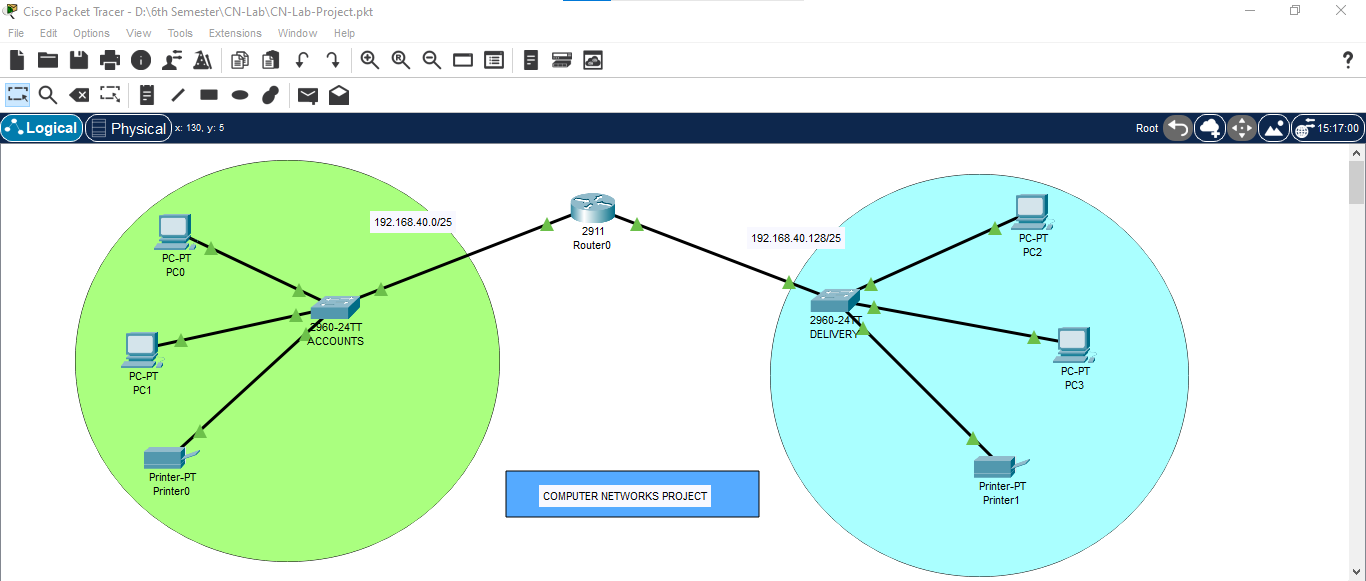 Cisco Packet Tracer - D:\6th Semester\CN-Lab\CN-Lab-Project.pkt
File Edit Options View Tools Extensions Window Help
Logical Physical x: 130, y: 5 Root 15:17:00
192.168.40.0/25
2911
Router0
192.168.40.128/25
PC-PT
PC0
PC-PT
PC1
2960-24TT
ACCOUNTS
Printer-PT
Printer0
PC-PT
PC2
2960-24TT
DELIVERY
PC-PT
PC3
Printer-PT
Printer1
COMPUTER NETWORKS PROJECT